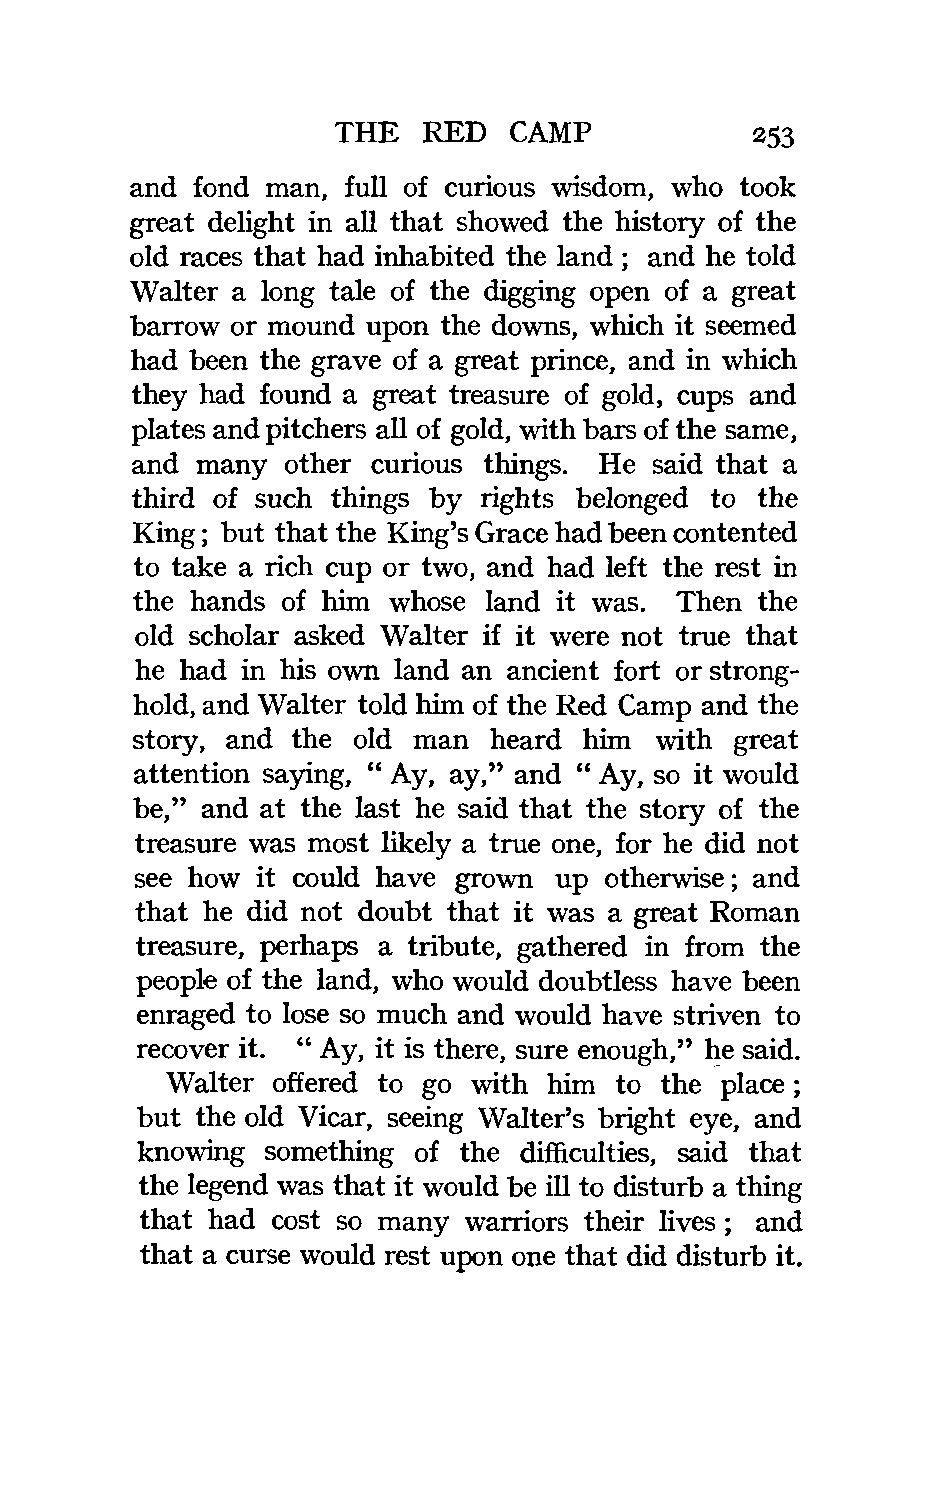 THE RED CAMP 253
and fond man, full of curious wisdom, who took
great delight in all that showed the history of the
old races that had inhabited the land ; and he told
Walter a long tale of the digging open of a great
barrow or mound upon the downs, which it seemed
had been the grave of a great prince, and in which
they had found a great treasure of gold, cups and
plates and pitchers all of gold, with bars of the same,
and many other curious things. He said that a
third of such things by rights belonged to the
King ; but that the King's Grace had been contented
to take a rich cup or two, and had left the rest in
the hands of him whose land it was. Then the
old scholar asked Walter if it were not true that
he had in his own land an ancient fort or strong-
hold, and Walter told him of the Red Camp and the
story, and the old man heard him with great
attention saying, “ Ay, ay,” and “ Ay, so it would
be,” and at the last he said that the story of the
treasure was most likely a true one, for he did not
see how it could have grown up otherwise ; and
that he did not doubt that it was a great Roman
treasure, perhaps a tribute, gathered in from the
people of the land, who would doubtless have been
enraged to lose so much and would have striven to
recover it. “ Ay, it is there, sure enough,” he said.
Walter offered to go with him to the place ;
but the old Vicar, seeing Walter's bright eye, and
knowing something of the difficulties, said that
the legend was that it would be ill to disturb a thing
that had cost so many warriors their lives ; and
that a curse would rest upon one that did disturb it.